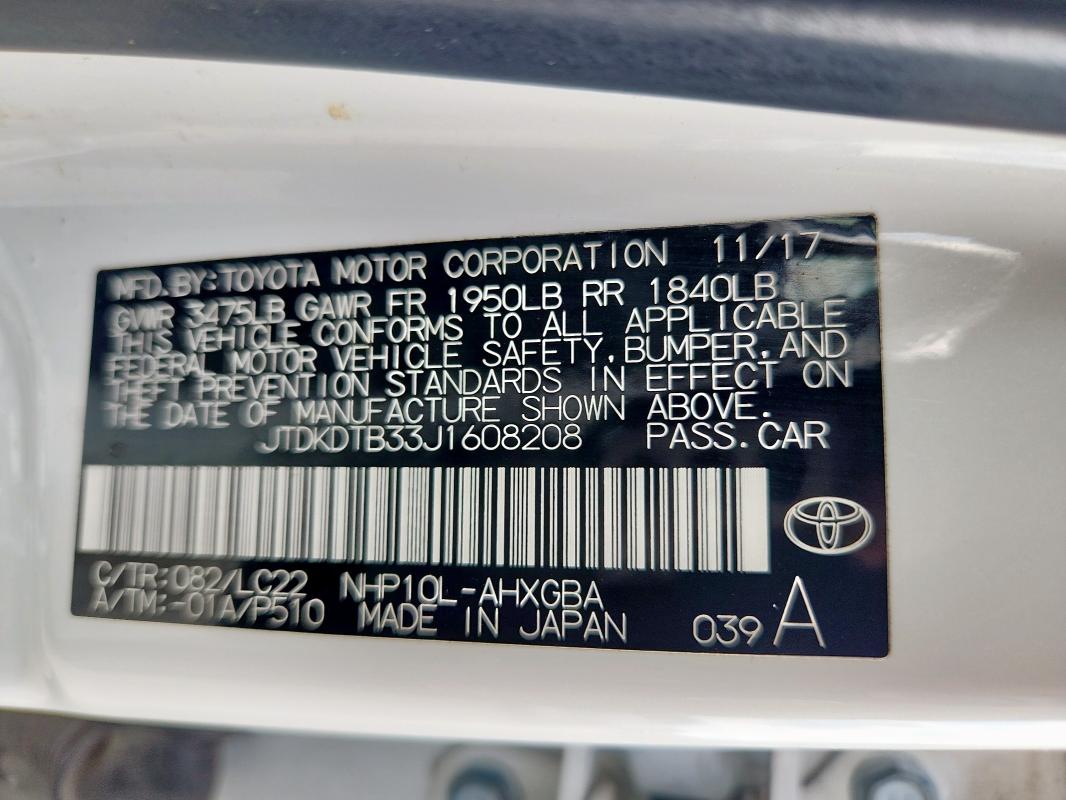 MFD. BY: TOYOTA MOTOR CORPORATION 11/17
GVWR 3475LB GAWR FR 1950LB RR 1840LB
THIS VEHICLE CONFORMS TO ALL APPLICABLE
FEDERAL MOTOR VEHICLE SAFETY, BUMPER, AND
THEFT PREVENTION STANDARDS IN EFFECT ON
THE DATE OF MANUFACTURE SHOWN ABOVE.
JTDKDTB33J1608208 PASS. CAR
C/TR:082/LC22 NHP10L-AHXGBA
A/TM:-01A/P510 MADE IN JAPAN 039 A